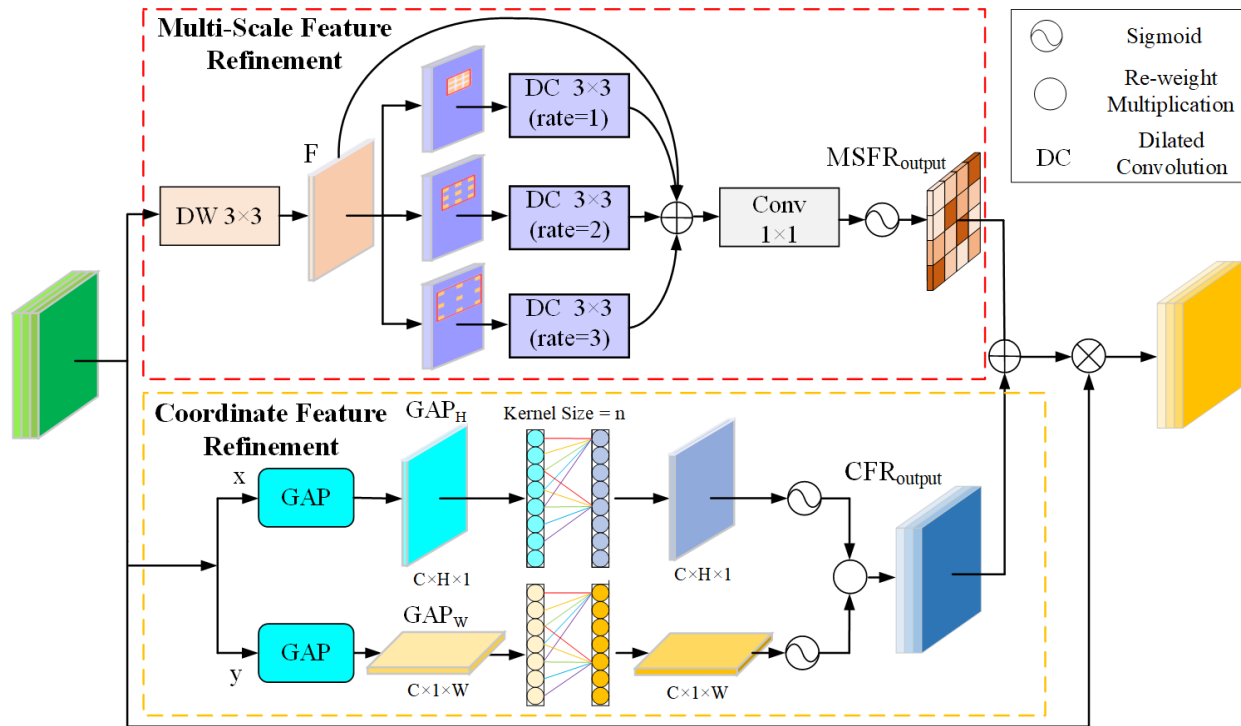 Multi-Scale Feature
Refinement
F
DW 3×3
DC 3×3
(rate=1)
DC 3×3
(rate=2)
DC 3×3
(rate=3)
Conv
1×1
MSFRoutput
Sigmoid
Re-weight
Multiplication
DC
Dilated
Convolution
Coordinate Feature
Refinement
x
GAP
GAPH
C×H×1
Kernel Size = n
C×H×1
CFRoutput
y
GAP
GAPW
C×1×W
C×1×W